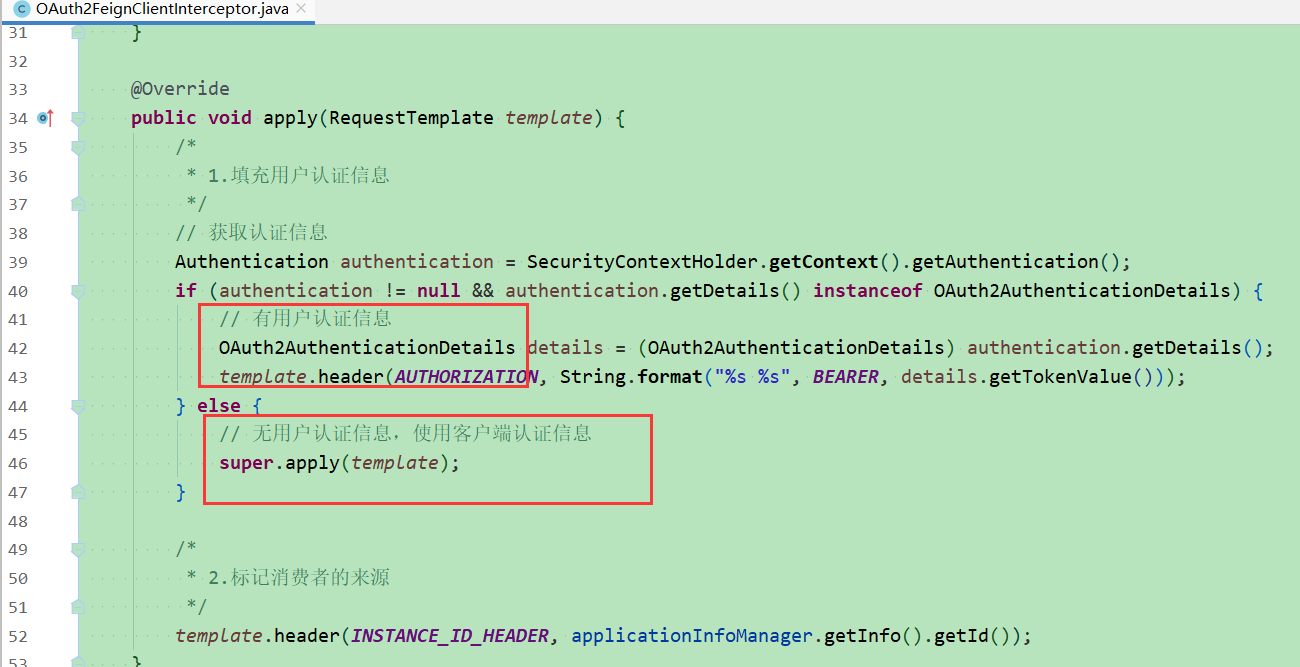 C OAuth2FeignClientInterceptor.java ×
31 }
32
33 @Override
34 public void apply(RequestTemplate template) {
35 /*
36 * 1.填充用户认证信息
37 */
38 // 获取认证信息
39 Authentication authentication = SecurityContextHolder.getContext().getAuthentication();
40 if (authentication != null && authentication.getDetails() instanceof OAuth2AuthenticationDetails) {
41 // 有用户认证信息
42 OAuth2AuthenticationDetails details = (OAuth2AuthenticationDetails) authentication.getDetails();
43 template.header(AUTHORIZATION, String.format("%s %s", BEARER, details.getTokenValue()));
44 } else {
45 // 无用户认证信息，使用客户端认证信息
46 super.apply(template);
47 }
48
49 /*
50 * 2.标记消费者的来源
51 */
52 template.header(INSTANCE_ID_HEADER, applicationInfoManager.getInfo().getId());
53 }